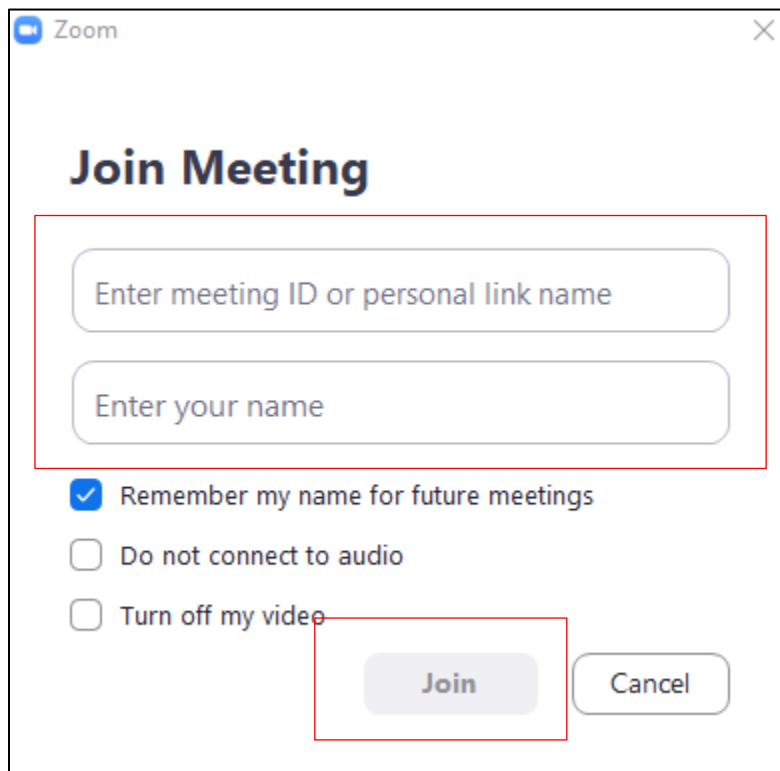 Zoom
Join Meeting
Enter meeting ID or personal link name
Enter your name
Remember my name for future meetings
Do not connect to audio
Turn off my video
Join Cancel